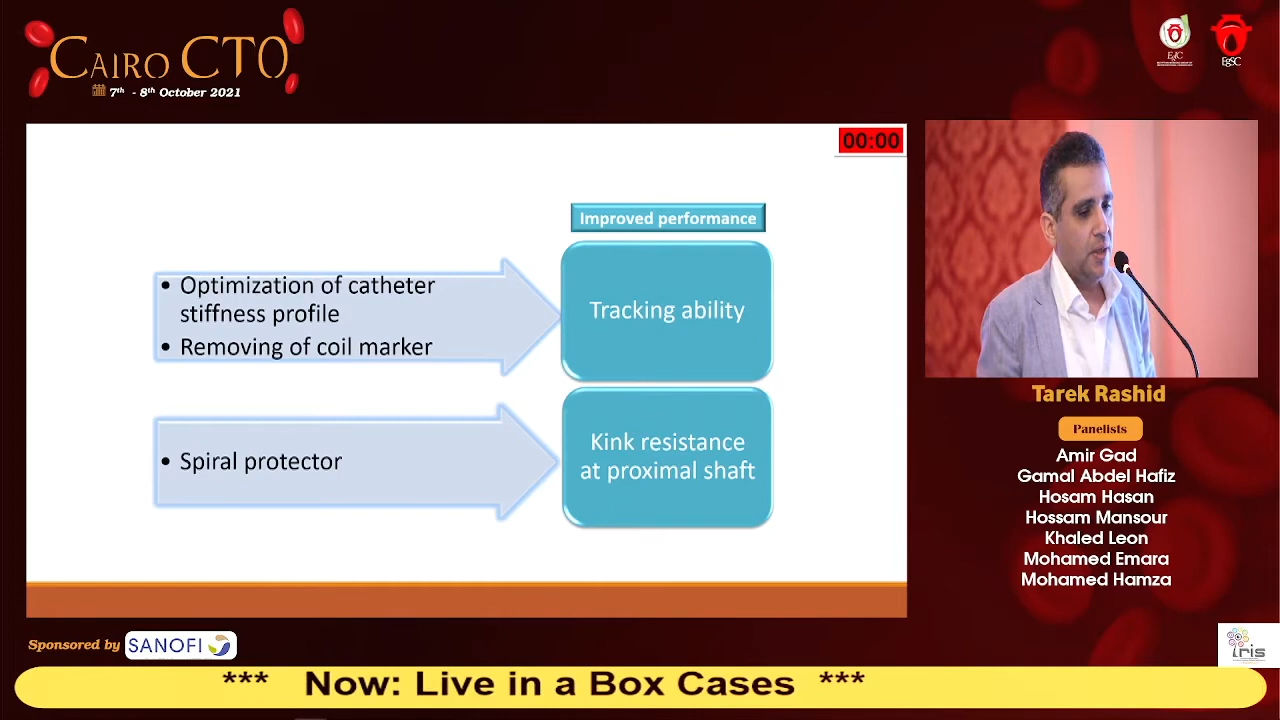 CAIRO CTO
7th - 8th October 2021
EgSC
00:00
Improved performance
• Optimization of catheter
stiffness profile
• Removing of coil marker
Tracking ability
• Spiral protector
Kink resistance
at proximal shaft
Tarek Rashid
Panelists
Amir Gad
Gamal Abdel Hafiz
Hosam Hasan
Hossam Mansour
Khaled Leon
Mohamed Emara
Mohamed Hamza
Sponsored by SANOFI
iris
*** Now: Live in a Box Cases ***